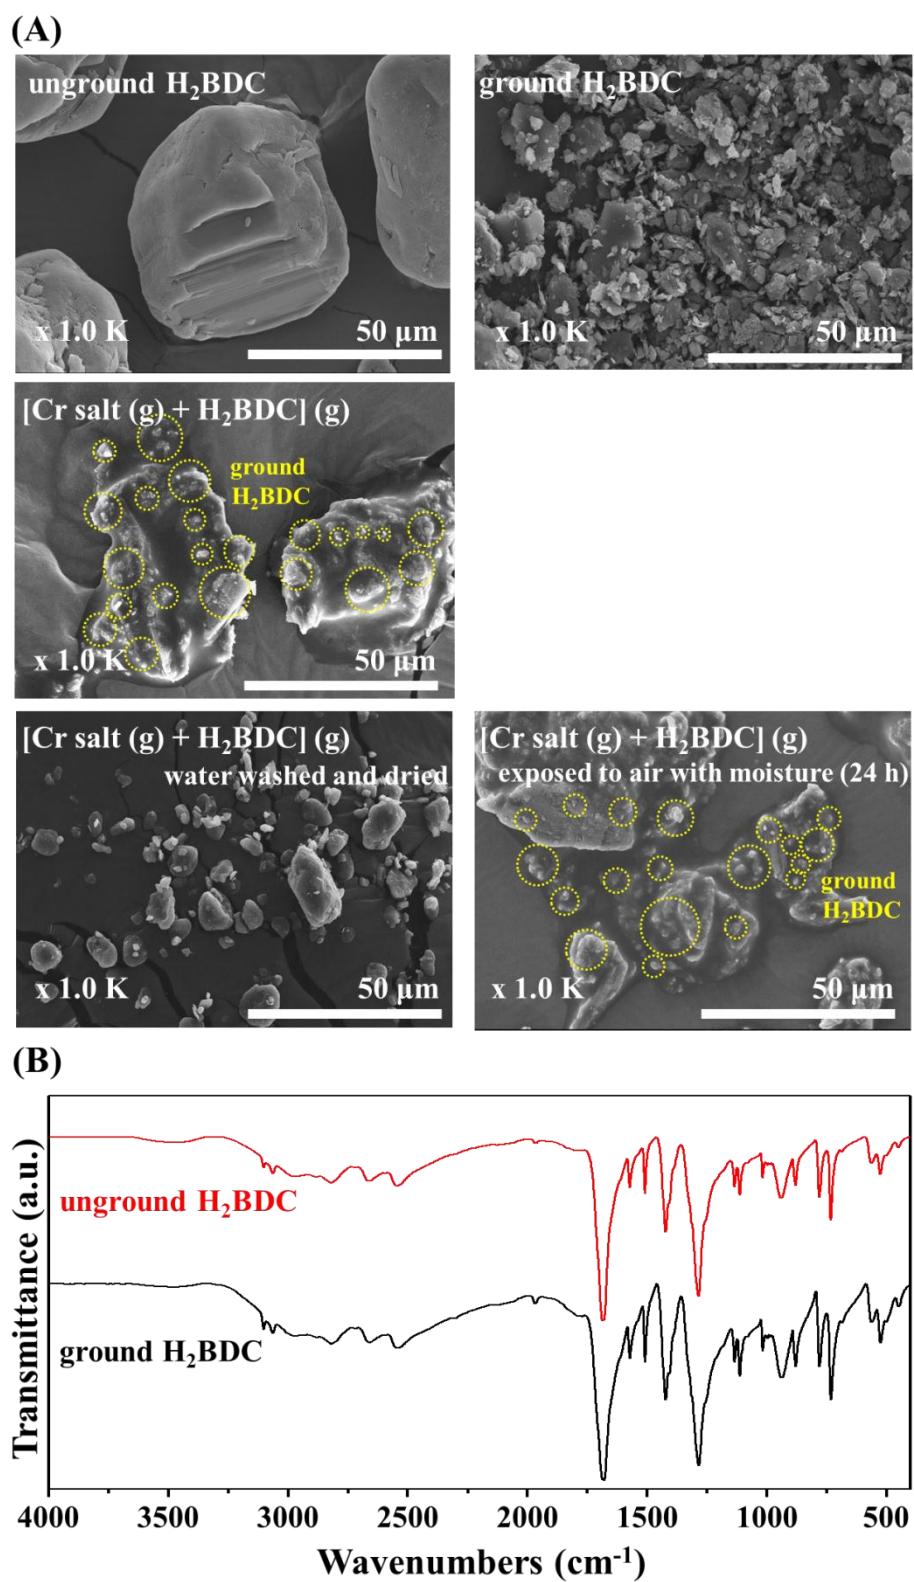 (A)
unground H₂BDC
x 1.0 K
50 µm
ground H₂BDC
50 µm
[Cr salt (g) + H₂BDC] (g)
ground
H₂BDC
x 1.0 K
50 µm
[Cr salt (g) + H₂BDC] (g)
water washed and dried
x 1.0 K
50 µm
[Cr salt (g) + H₂BDC] (g)
exposed to air with moisture (24 h)
ground
H₂BDC
x 1.0 K
50 µm
(B)
Transmittance (a.u.)
unground H₂BDC
ground H₂BDC
4000 3500 3000 2500 2000 1500 1000 500
Wavenumbers (cm⁻¹)